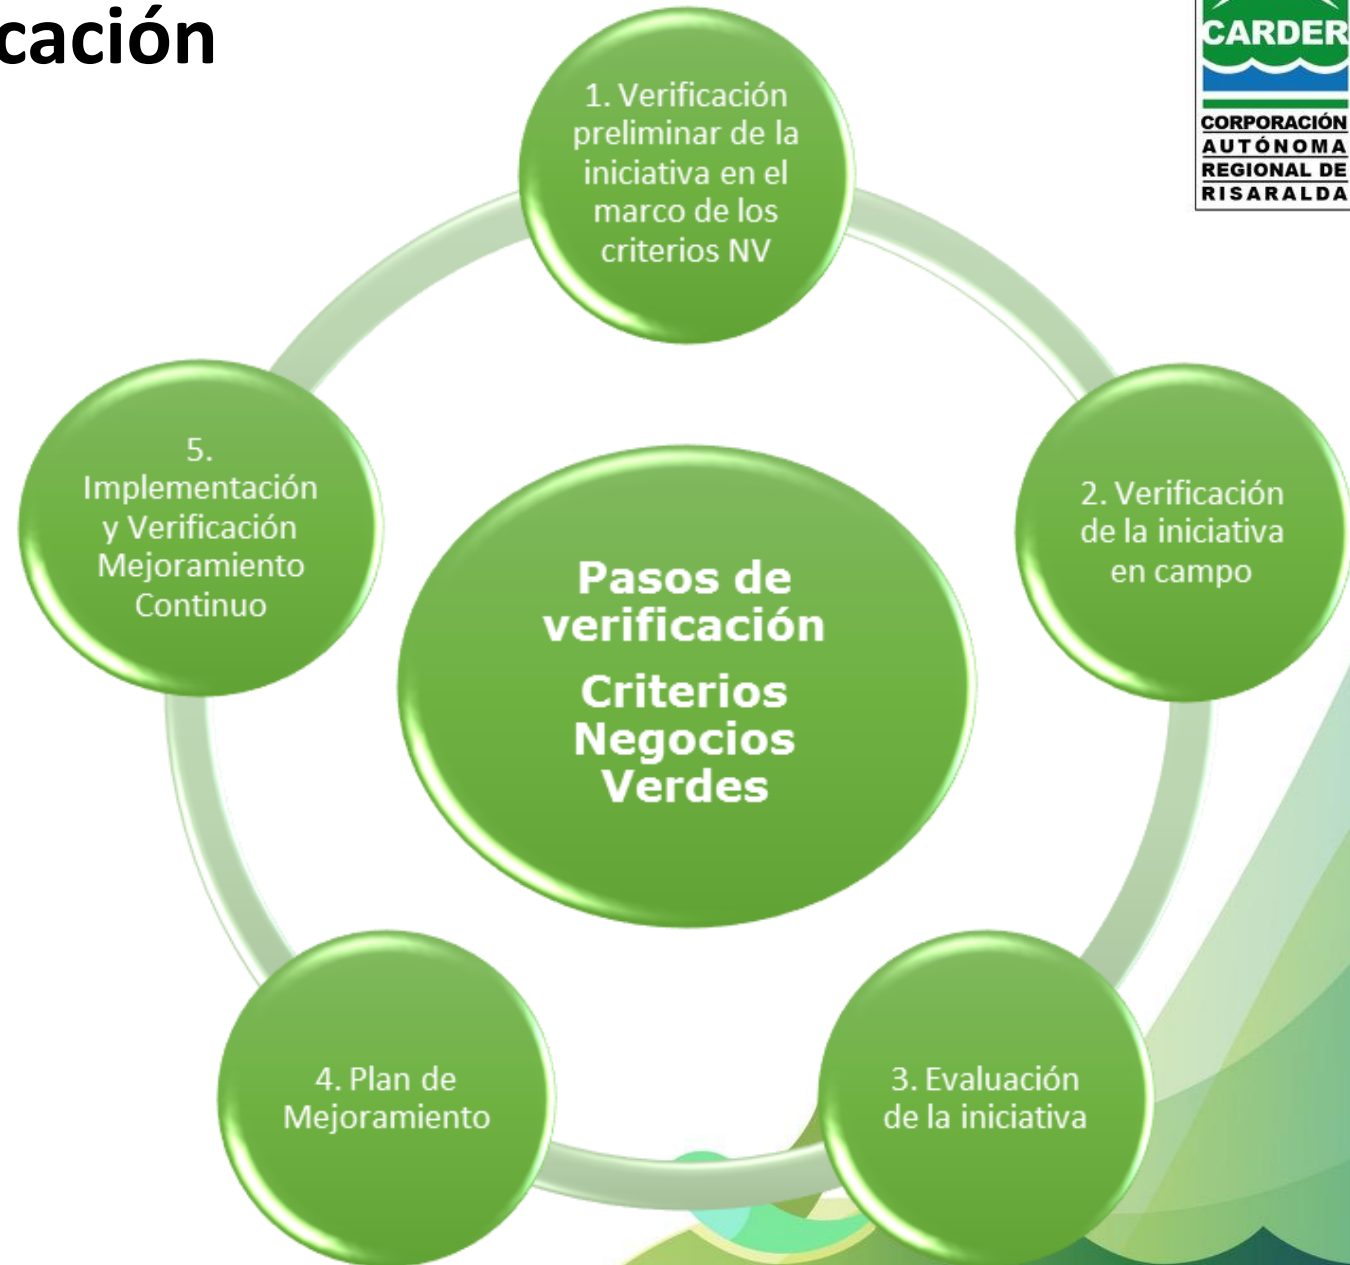 cación
CARDER
CORPORACIÓN
AUTÓNOMA
REGIONAL DE
RISARALDA
1. Verificación
preliminar de la
iniciativa en el
marco de los
criterios NV
2. Verificación
de la iniciativa
en campo
3. Evaluación
de la iniciativa
4. Plan de
Mejoramiento
5.
Implementación
y Verificación
Mejoramiento
Continuo
Pasos de
verificación
Criterios
Negocios
Verdes